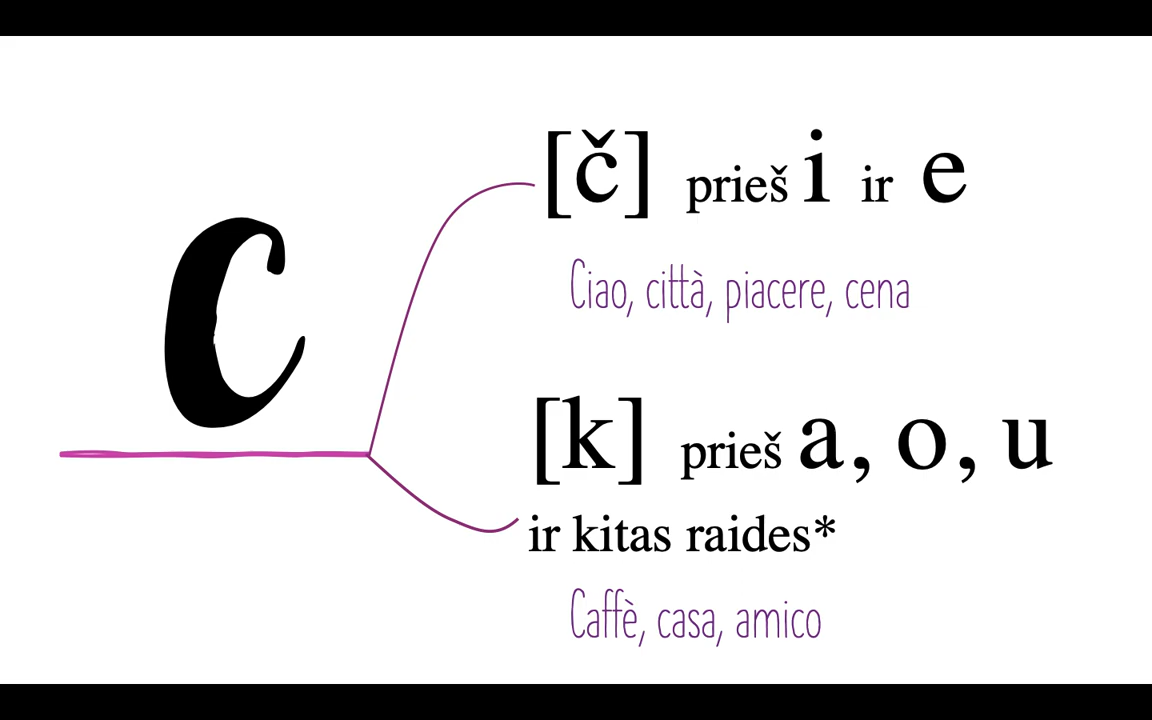 C
[č] prieš i ir e
Ciao, città, piacere, cena
[k] prieš a, o, u
ir kitas raides*
Caffè, casa, amico